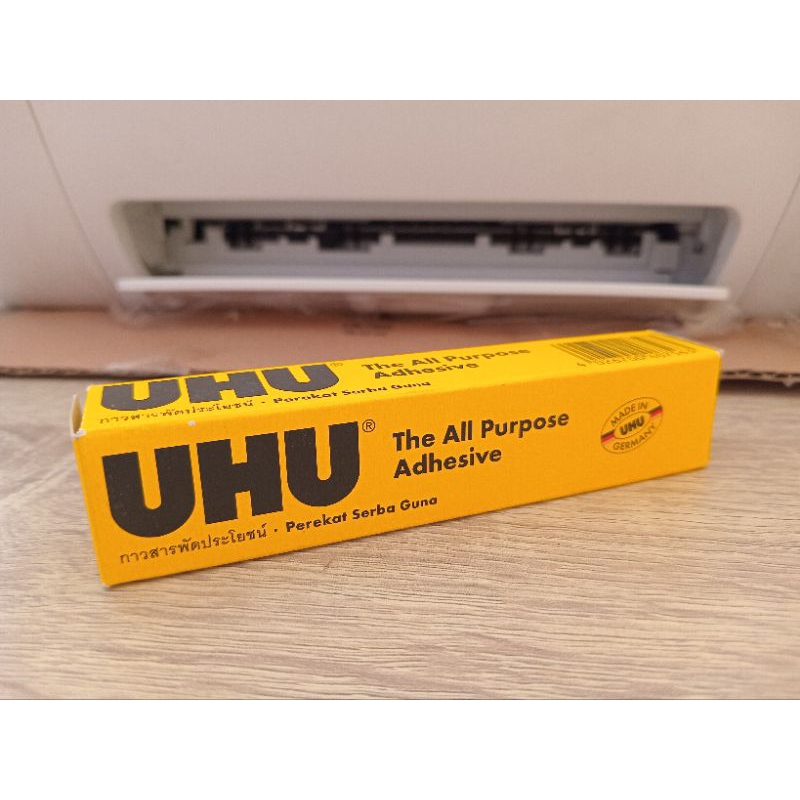 UHU®
The All Purpose
Adhesive
กาวสารพัดประโยชน์ · Perekat Serba Guna
UHU®
The All Purpose
Adhesive
MADE IN
UHU
GERMANY
กาวสารพัดประโยชน์ · Perekat Serba Guna